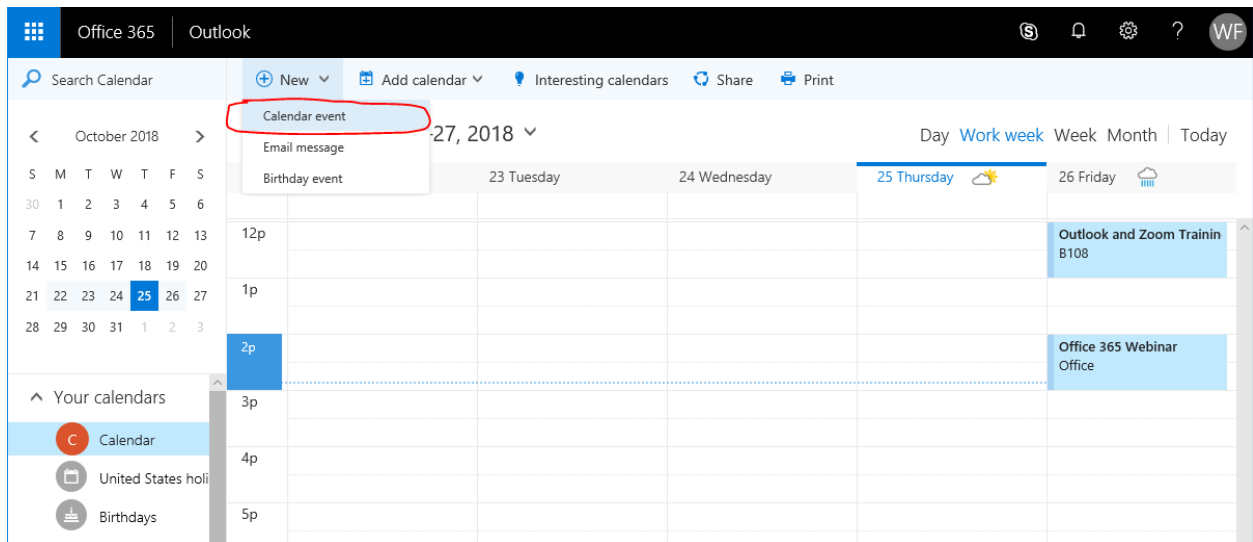 Office 365 Outlook WF
Search Calendar New Add calendar Interesting calendars Share Print
Calendar event
Email message
Birthday event
October 2018
S M T W T F S
30 1 2 3 4 5 6
7 8 9 10 11 12 13
14 15 16 17 18 19 20
21 22 23 24 25 26 27
28 29 30 31 1 2 3
-27, 2018 Day Work week Week Month Today
23 Tuesday 24 Wednesday 25 Thursday 26 Friday
12p
Outlook and Zoom Trainin
B108
1p
2p
Office 365 Webinar
Office
3p
4p
5p
Your calendars
C Calendar
United States holi
Birthdays